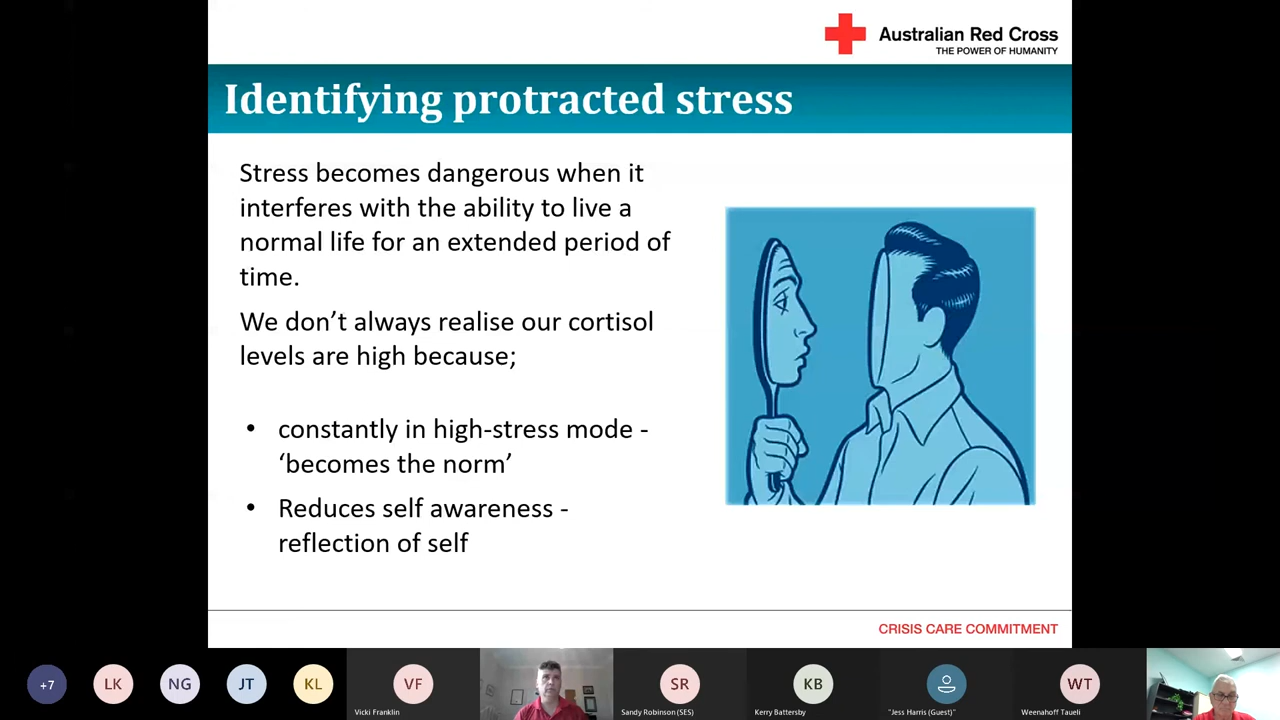 Australian Red Cross
THE POWER OF HUMANITY
Identifying protracted stress
Stress becomes dangerous when it
interferes with the ability to live a
normal life for an extended period of
time.
We don’t always realise our cortisol
levels are high because;
• constantly in high-stress mode -
‘becomes the norm’
• Reduces self awareness -
reflection of self
CRISIS CARE COMMITMENT
+7
LK
NG
JT
KL
VF
Vicki Franklin
SR
Sandy Robinson (SES)
KB
Kerry Battersby
"Jess Harris (Guest)"
WT
Weenahoff Taueli